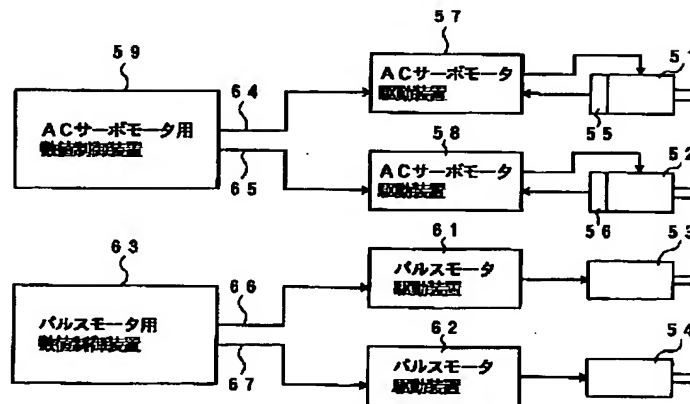 57
51
59
ACサーボモータ
駆動装置
64
ACサーボモータ用
数値制御装置
55
65
58
52
ACサーボモータ
駆動装置
56
61
53
63
パルスモータ
駆動装置
66
パルスモータ用
数値制御装置
62
54
67
パルスモータ
駆動装置